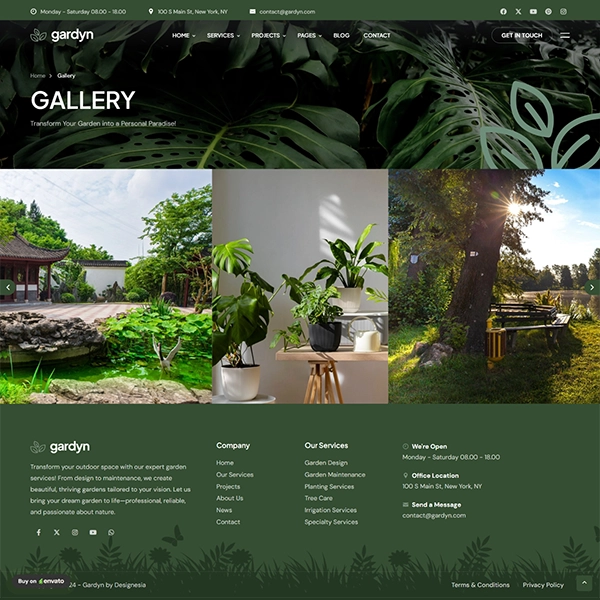 Monday - Saturday 08.00 - 18.00
100 S Main St, New York, NY
contact@gardyn.com
gardyn
HOME
SERVICES
PROJECTS
PAGES
BLOG
CONTACT
GET IN TOUCH
Home > Gallery
GALLERY
Transform Your Garden into a Personal Paradise!
gardyn
Transform your outdoor space with our expert garden
services! From design to maintenance, we create
beautiful, thriving gardens tailored to your vision. Let us
bring your dream garden to life—professional, reliable,
and passionate about nature.
Company
Home
Our Services
Projects
About Us
News
Contact
Our Services
Garden Design
Garden Maintenance
Planting Services
Tree Care
Irrigation Services
Specialty Services
We're Open
Monday - Saturday 08.00 - 18.00
Office Location
100 S Main St, New York, NY
Send a Message
contact@gardyn.com
Buy on envato
24 - Gardyn by Designesia
Terms & Conditions
Privacy Policy